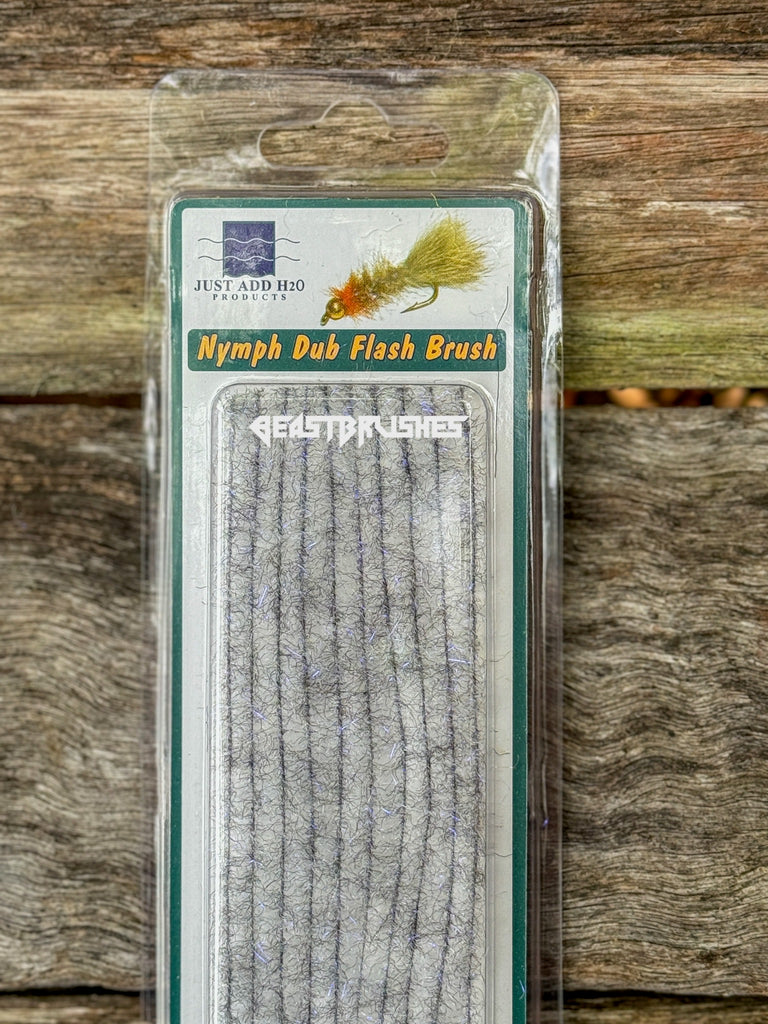 JUST ADD H2O
PRODUCTS
Nymph Dub Flash Brush
BEASTBRUSHES